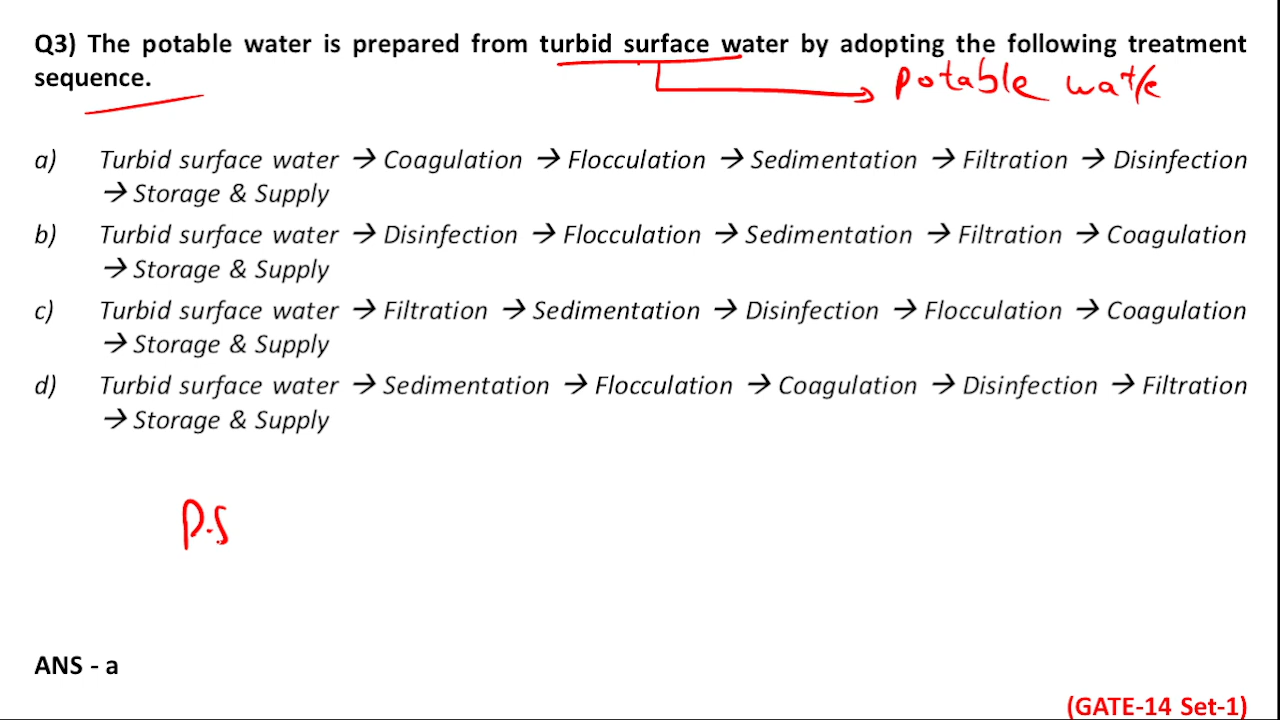 Q3) The potable water is prepared from turbid surface water by adopting the following treatment
sequence.
potable wat/e
a) Turbid surface water → Coagulation → Flocculation → Sedimentation → Filtration → Disinfection
→ Storage & Supply
b) Turbid surface water → Disinfection → Flocculation → Sedimentation → Filtration → Coagulation
→ Storage & Supply
c) Turbid surface water → Filtration → Sedimentation → Disinfection → Flocculation → Coagulation
→ Storage & Supply
d) Turbid surface water → Sedimentation → Flocculation → Coagulation → Disinfection → Filtration
→ Storage & Supply
P.S
ANS - a
(GATE-14 Set-1)